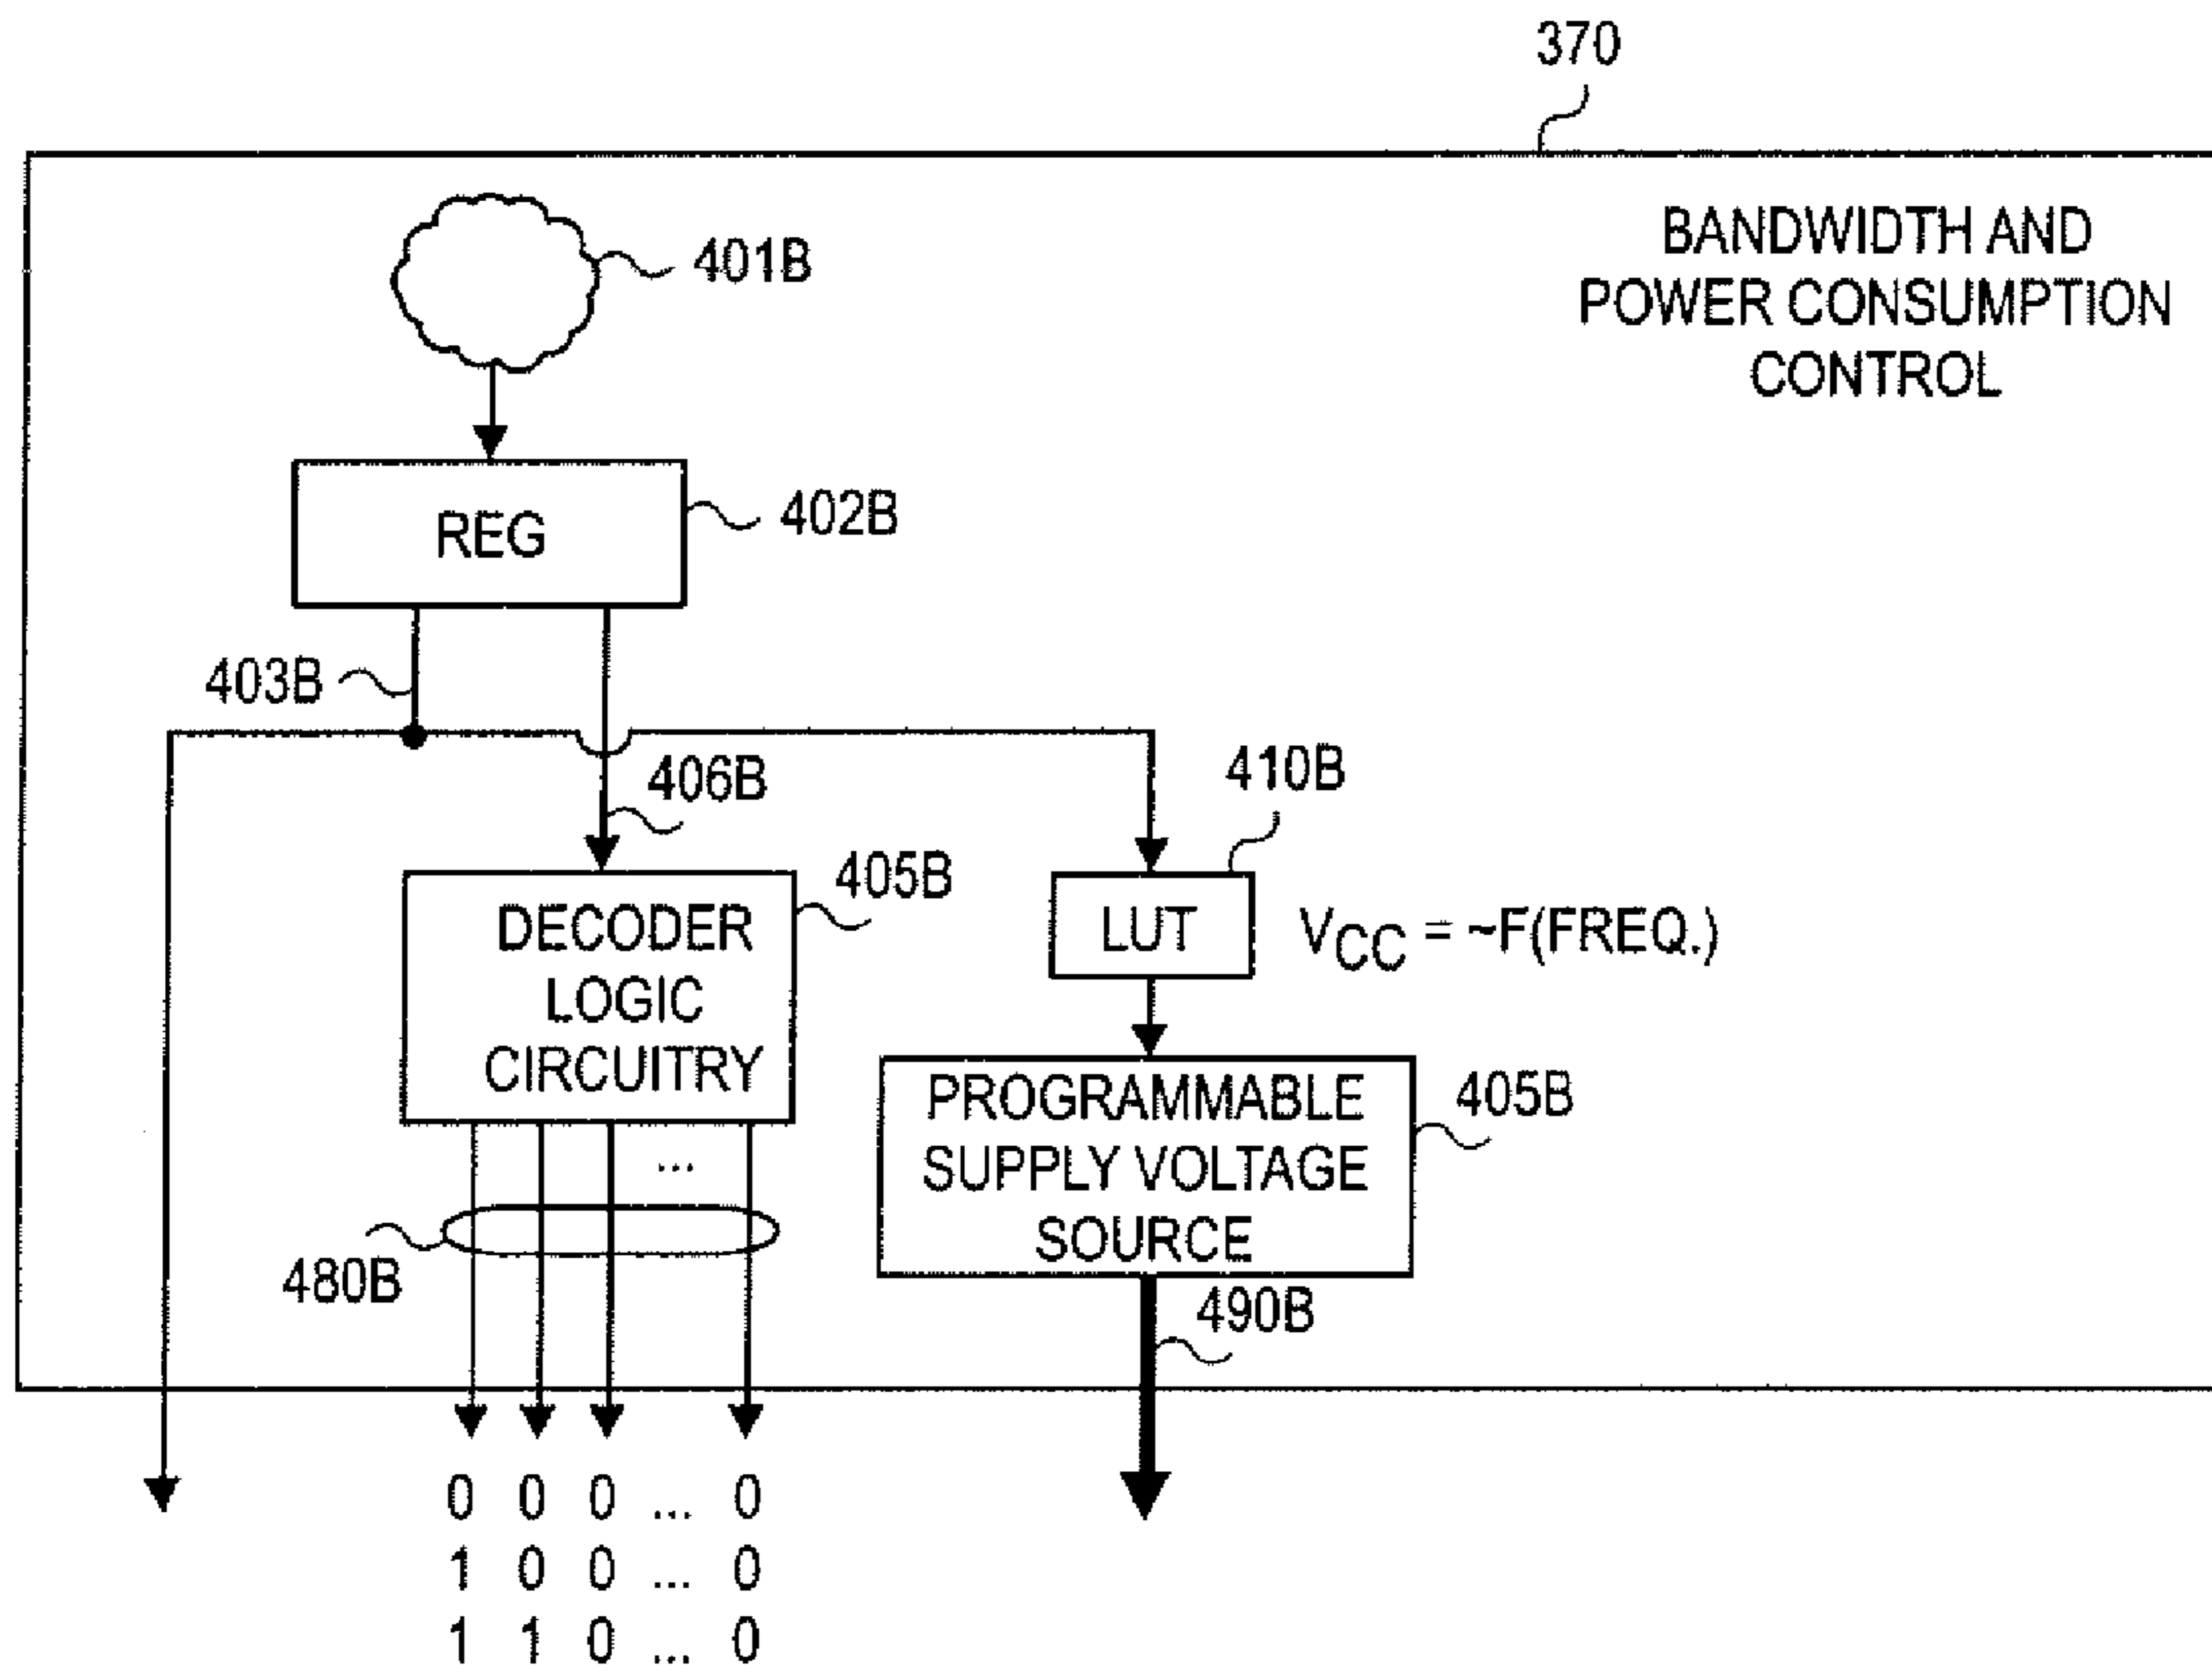 370
BANDWIDTH AND
POWER CONSUMPTION
CONTROL
401B
REG
402B
403B
406B
410B
DECODER
LOGIC
CIRCUITRY
405B
LUT
VCC = ~F(FREQ.)
PROGRAMMABLE
SUPPLY VOLTAGE
SOURCE
405B
...
480B
490B
0 0 0 ... 0
1 0 0 ... 0
1 1 0 ... 0